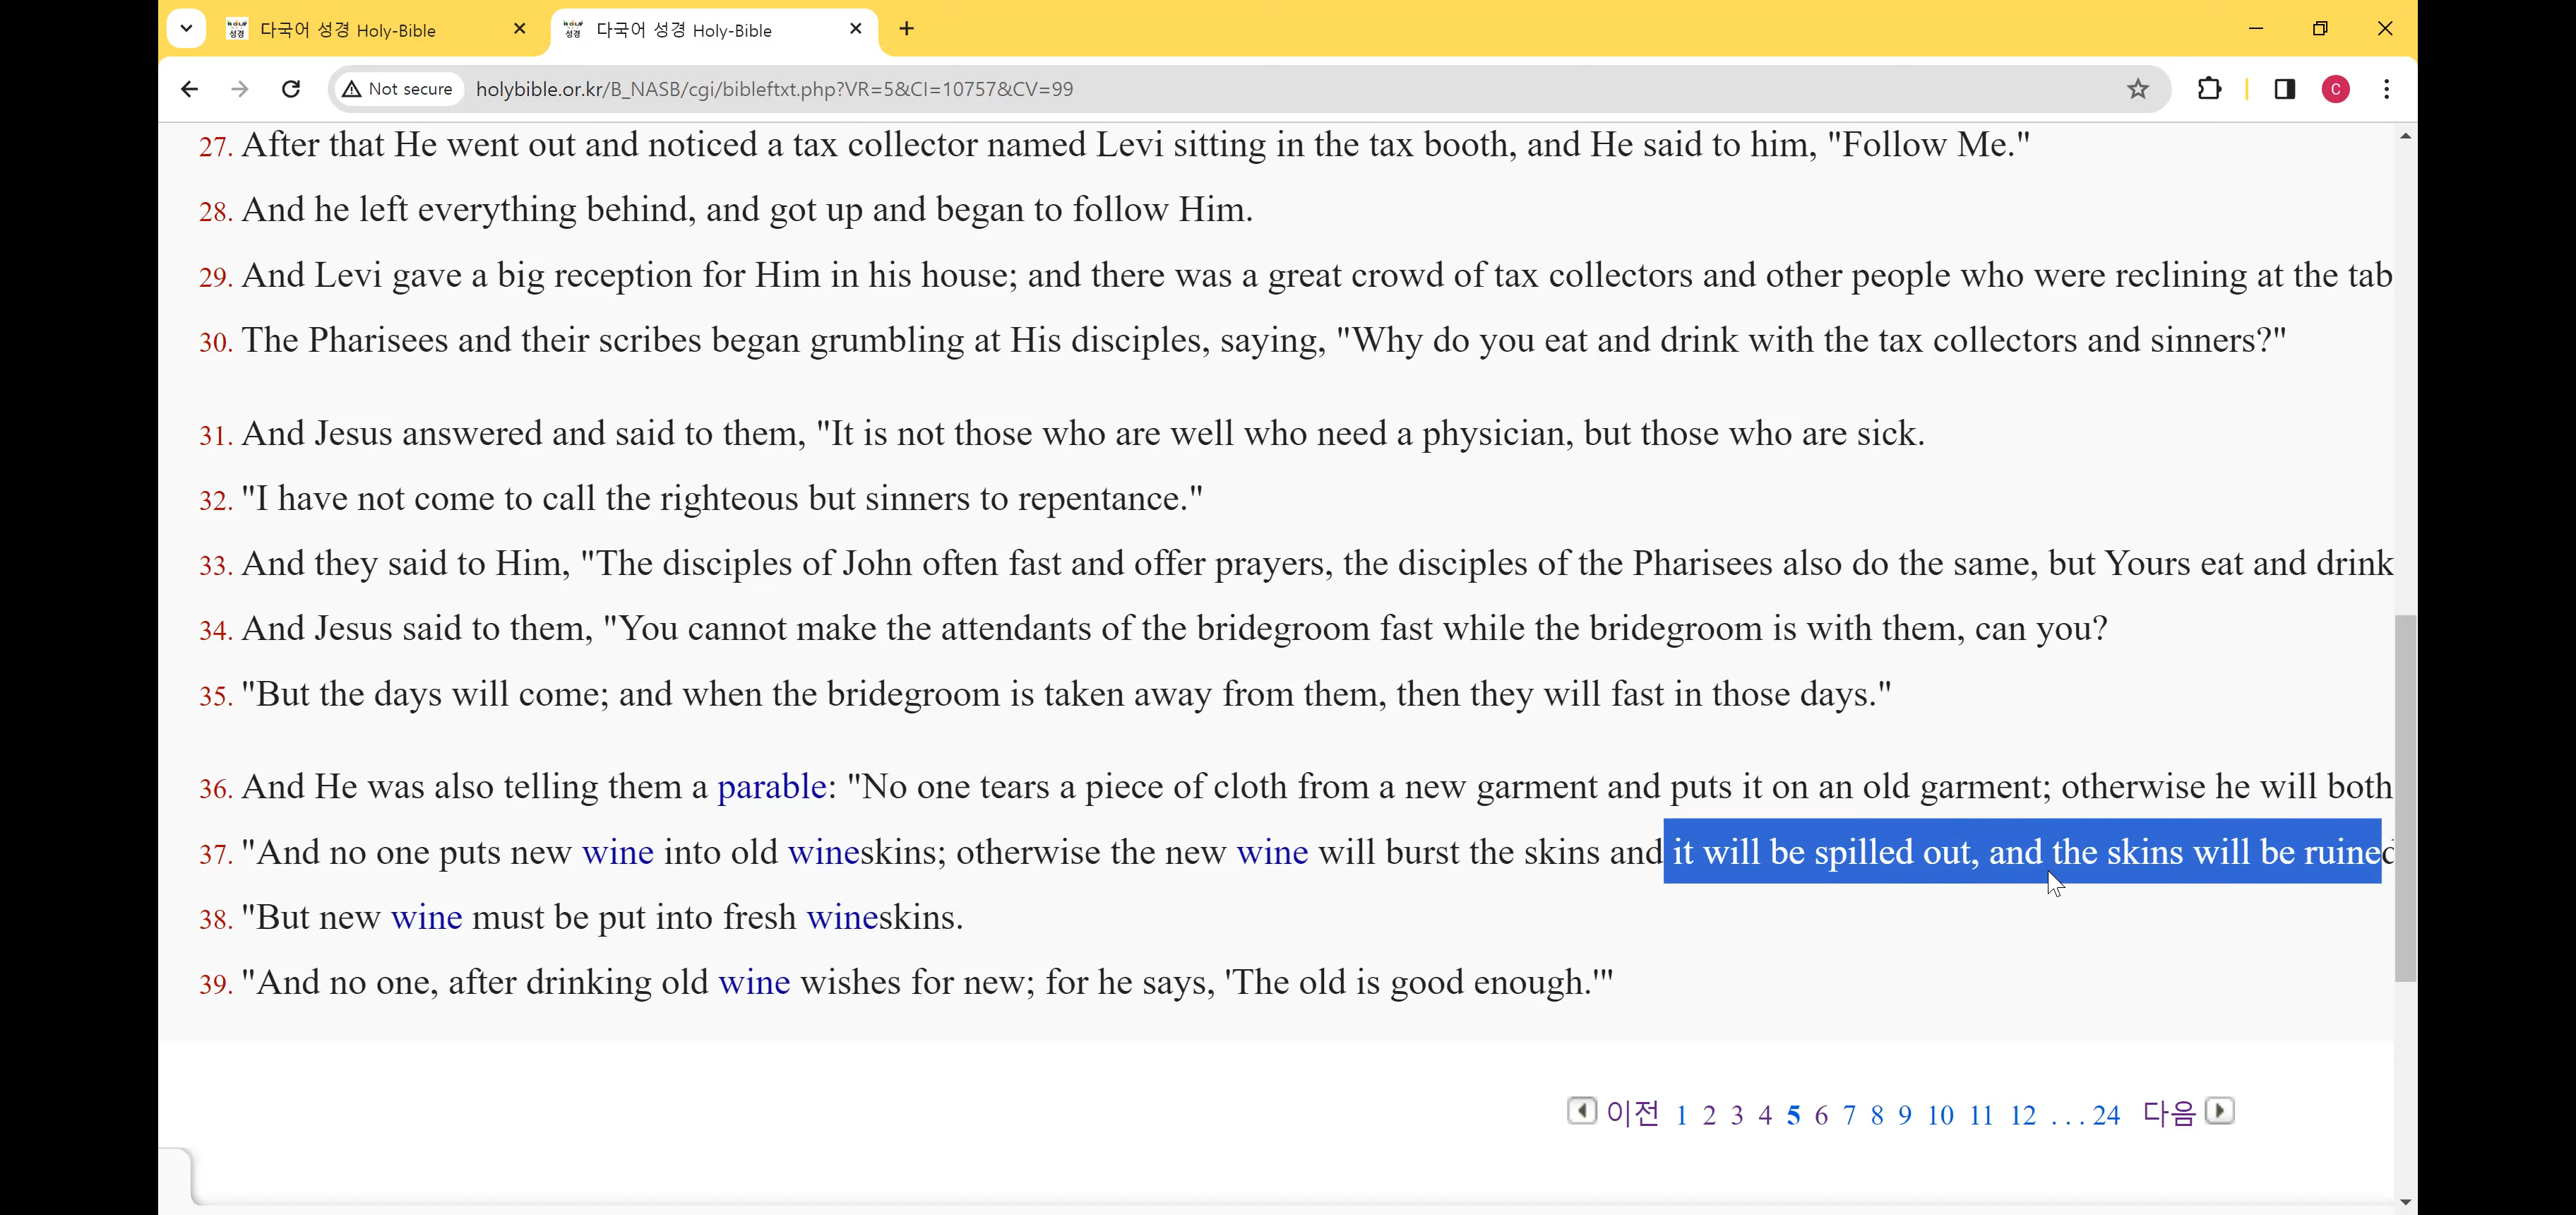 다국어 성경 Holy-Bible
다국어 성경 Holy-Bible
Not secure holybible.or.kr/B_NASB/cgi/bibleftxt.php?VR=5&CI=10757&CV=99
C
27. After that He went out and noticed a tax collector named Levi sitting in the tax booth, and He said to him, "Follow Me."
28. And he left everything behind, and got up and began to follow Him.
29. And Levi gave a big reception for Him in his house; and there was a great crowd of tax collectors and other people who were reclining at the tab
30. The Pharisees and their scribes began grumbling at His disciples, saying, "Why do you eat and drink with the tax collectors and sinners?"
31. And Jesus answered and said to them, "It is not those who are well who need a physician, but those who are sick.
32. "I have not come to call the righteous but sinners to repentance."
33. And they said to Him, "The disciples of John often fast and offer prayers, the disciples of the Pharisees also do the same, but Yours eat and drink
34. And Jesus said to them, "You cannot make the attendants of the bridegroom fast while the bridegroom is with them, can you?
35. "But the days will come; and when the bridegroom is taken away from them, then they will fast in those days."
36. And He was also telling them a parable: "No one tears a piece of cloth from a new garment and puts it on an old garment; otherwise he will both
37. "And no one puts new wine into old wineskins; otherwise the new wine will burst the skins and it will be spilled out, and the skins will be ruined
38. "But new wine must be put into fresh wineskins.
39. "And no one, after drinking old wine wishes for new; for he says, 'The old is good enough.'"
이전 1 2 3 4 5 6 7 8 9 10 11 12 ...24 다음